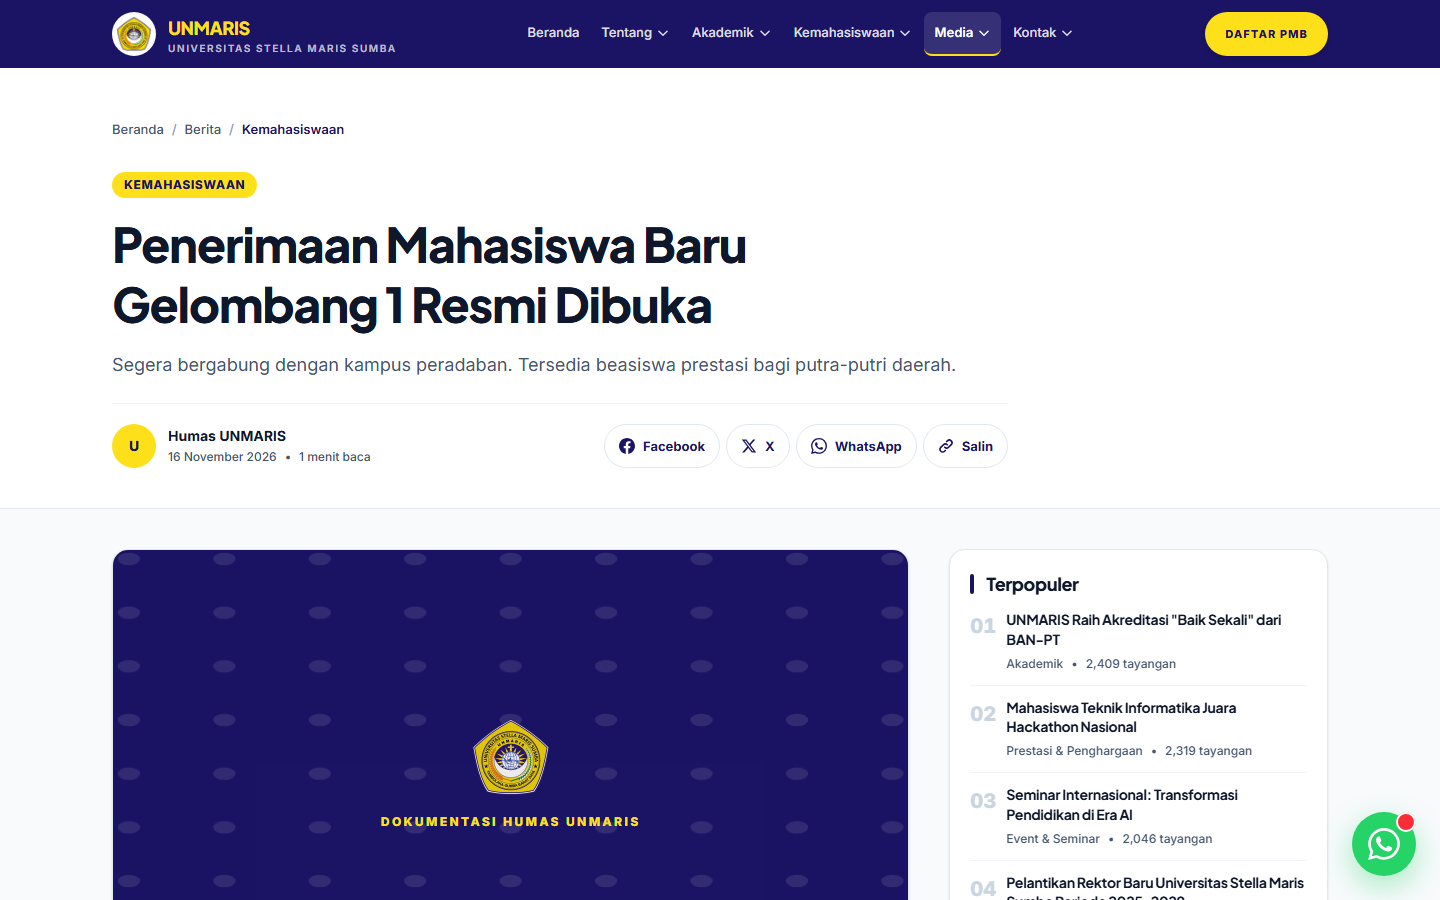 UNMARIS
UNIVERSITAS STELLA MARIS SUMBA
Beranda
Tentang
Akademik
Kemahasiswaan
Media
Kontak
DAFTAR PMB
Beranda / Berita / Kemahasiswaan
KEMAHASISWAAN
Penerimaan Mahasiswa Baru
Gelombang 1 Resmi Dibuka
Segera bergabung dengan kampus peradaban. Tersedia beasiswa prestasi bagi putra-putri daerah.
U
Humas UNMARIS
16 November 2026 • 1 menit baca
Facebook
X
WhatsApp
Salin
DOKUMENTASI HUMAS UNMARIS
Terpopuler
01
UNMARIS Raih Akreditasi "Baik Sekali" dari
BAN-PT
Akademik • 2,409 tayangan
02
Mahasiswa Teknik Informatika Juara
Hackathon Nasional
Prestasi & Penghargaan • 2,319 tayangan
03
Seminar Internasional: Transformasi
Pendidikan di Era AI
Event & Seminar • 2,046 tayangan
04
Pelantikan Rektor Baru Universitas Stella Maris